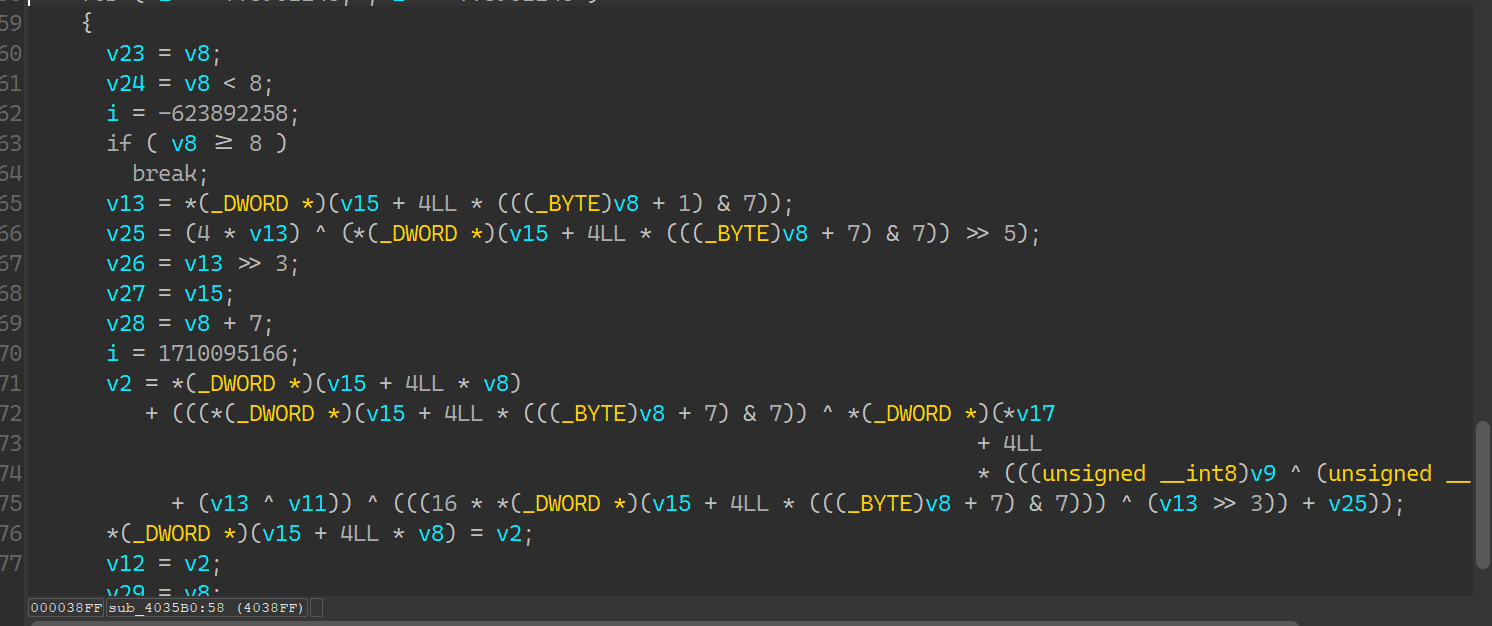 59 {
60 v23 = v8;
61 v24 = v8 < 8;
62 i = -623892258;
63 if ( v8 ≥ 8 )
64 break;
65 v13 = *(_DWORD *)(v15 + 4LL * (((_BYTE)v8 + 1) & 7));
66 v25 = (4 * v13) ^ (*(_DWORD *)(v15 + 4LL * (((_BYTE)v8 + 7) & 7)) >> 5);
67 v26 = v13 >> 3;
68 v27 = v15;
69 v28 = v8 + 7;
70 i = 1710095166;
71 v2 = *(_DWORD *)(v15 + 4LL * v8)
72 + (((*(_DWORD *)(v15 + 4LL * (((_BYTE)v8 + 7) & 7)) ^ *(_DWORD *)(*v17
73 + 4LL
74 * (((unsigned __int8)v9 ^ (unsigned __
75 + (v13 ^ v11)) ^ (((16 * *(_DWORD *)(v15 + 4LL * (((_BYTE)v8 + 7) & 7))) ^ (v13 >> 3)) + v25));
76 *(_DWORD *)(v15 + 4LL * v8) = v2;
77 v12 = v2;
v29 = v8;
000038FF sub_4035B0:58 (4038FF)